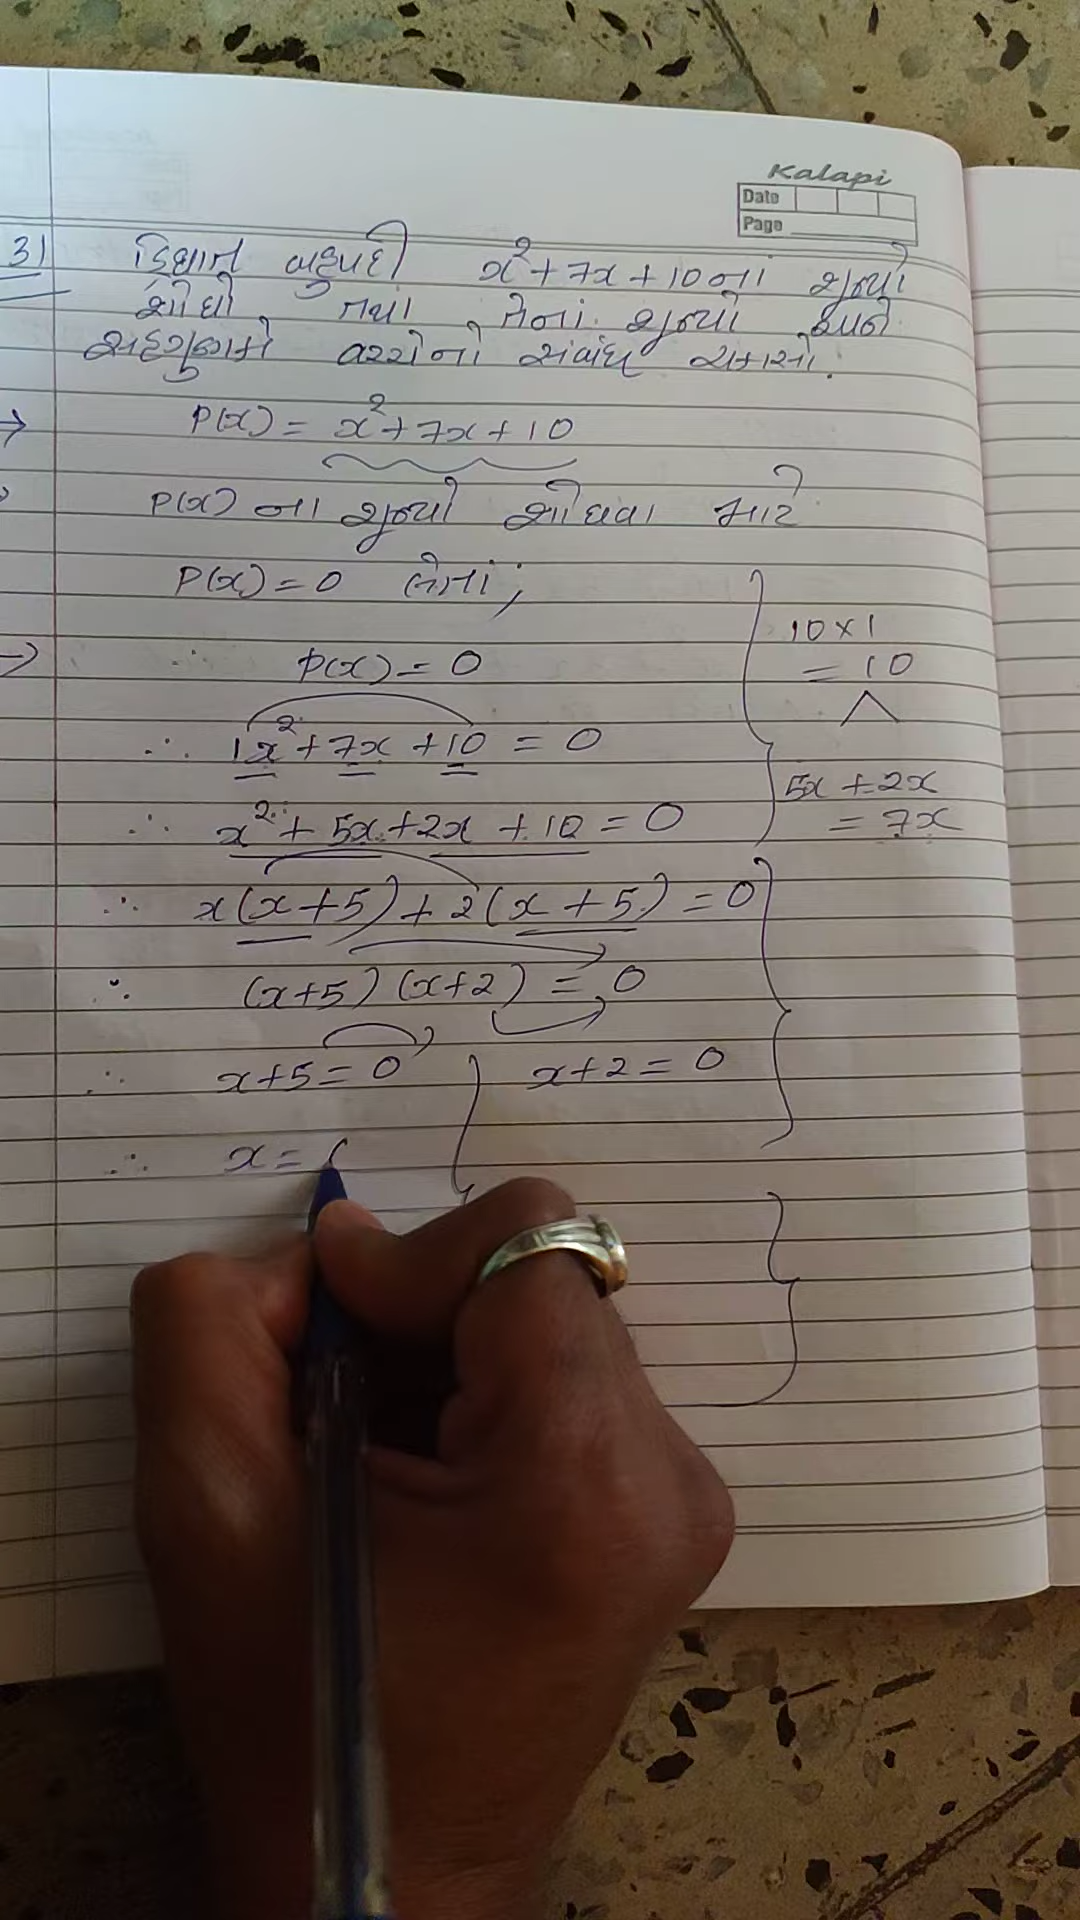 Kalapi
Date
Page
31 દ્વિઘાત બહુપદી x²+7x+10નાં શૂન્યો
શોધો તથા તેનાં શૂન્યો અને
સહગુણકો વચ્ચેનો સંબંધ ચકાસો.
→ P(x) = x²+7x+10
P(x) ના શૂન્યો શોધવા માટે
P(x)=0 લેતાં;
→ ∴ P(x)=0
∴ 1x²+7x+10 = 0
∴ x²+5x+2x+10=0
∴ x(x+5)+2(x+5)=0
∴ (x+5)(x+2)=0
∴ x+5=0 x+2=0
∴ x=
10×1
=10
5x+2x
=7x